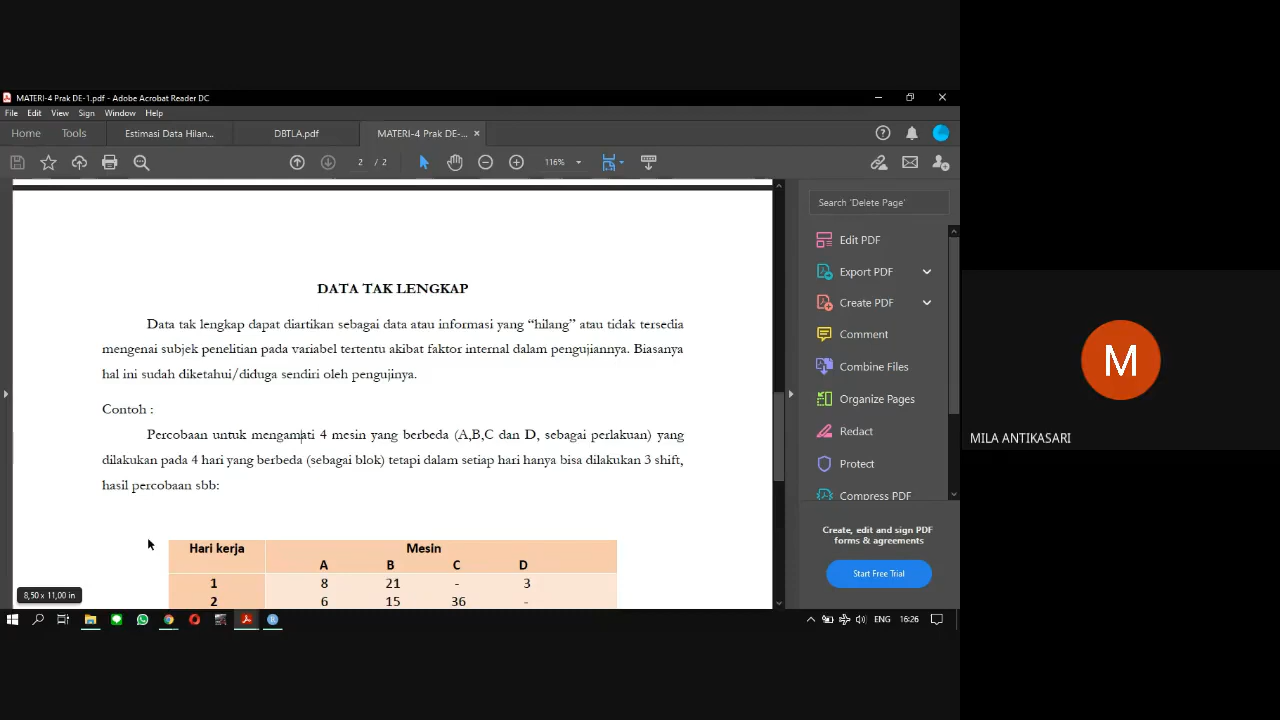 MATERI-4 Prak DE-1.pdf - Adobe Acrobat Reader DC
File Edit View Sign Window Help
Home Tools Estimasi Data Hilan... DBTLA.pdf MATERI-4 Prak DE-... ×
2 / 2 116%
DATA TAK LENGKAP
Data tak lengkap dapat diartikan sebagai data atau informasi yang “hilang” atau tidak tersedia
mengenai subjek penelitian pada variabel tertentu akibat faktor internal dalam pengujiannya. Biasanya
hal ini sudah diketahui/diduga sendiri oleh pengujinya.
Contoh :
Percobaan untuk mengamati 4 mesin yang berbeda (A,B,C dan D, sebagai perlakuan) yang
dilakukan pada 4 hari yang berbeda (sebagai blok) tetapi dalam setiap hari hanya bisa dilakukan 3 shift,
hasil percobaan sbb:
Hari kerja Mesin
A B C D
1 8 21 - 3
2 6 15 36 -
8,50 x 11,00 in
Search 'Delete Page'
Edit PDF
Export PDF
Create PDF
Comment
Combine Files
Organize Pages
Redact
Protect
Compress PDF
Create, edit and sign PDF
forms & agreements
Start Free Trial
ENG 16:26
M
MILA ANTIKASARI